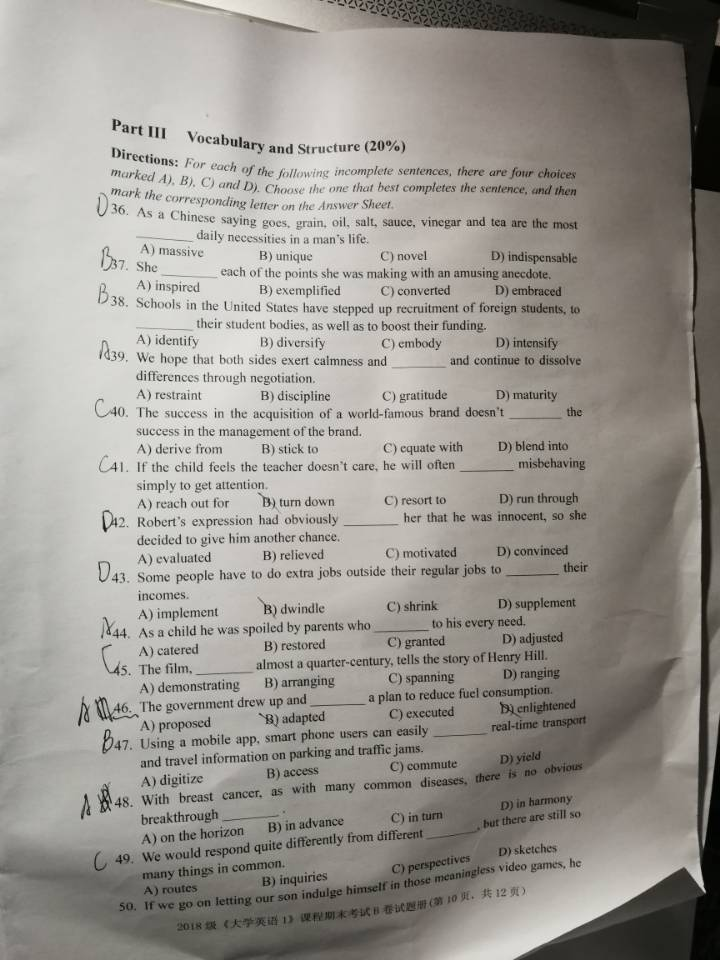 Part III Vocabulary and Structure (20%)
Directions: For each of the following incomplete sentences, there are four choices
marked A), B), C) and D). Choose the one that best completes the sentence, and then
mark the corresponding letter on the Answer Sheet.
D 36. As a Chinese saying goes, grain, oil, salt, sauce, vinegar and tea are the most
________ daily necessities in a man's life.
A) massive B) unique C) novel D) indispensable
B 37. She ________ each of the points she was making with an amusing anecdote.
A) inspired B) exemplified C) converted D) embraced
B 38. Schools in the United States have stepped up recruitment of foreign students, to
________ their student bodies, as well as to boost their funding.
A) identify B) diversify C) embody D) intensify
A 39. We hope that both sides exert calmness and ________ and continue to dissolve
differences through negotiation.
A) restraint B) discipline C) gratitude D) maturity
C 40. The success in the acquisition of a world-famous brand doesn't ________ the
success in the management of the brand.
A) derive from B) stick to C) equate with D) blend into
C 41. If the child feels the teacher doesn't care, he will often ________ misbehaving
simply to get attention.
A) reach out for B) turn down C) resort to D) run through
D 42. Robert's expression had obviously ________ her that he was innocent, so she
decided to give him another chance.
A) evaluated B) relieved C) motivated D) convinced
D 43. Some people have to do extra jobs outside their regular jobs to ________ their
incomes.
A) implement B) dwindle C) shrink D) supplement
A 44. As a child he was spoiled by parents who ________ to his every need.
A) catered B) restored C) granted D) adjusted
C 45. The film, ________ almost a quarter-century, tells the story of Henry Hill.
A) demonstrating B) arranging C) spanning D) ranging
A 46. The government drew up and ________ a plan to reduce fuel consumption.
A) proposed B) adapted C) executed D) enlightened
B 47. Using a mobile app, smart phone users can easily ________ real-time transport
and travel information on parking and traffic jams.
A) digitize B) access C) commute D) yield
A 48. With breast cancer, as with many common diseases, there is no obvious
breakthrough ________ .
A) on the horizon B) in advance C) in turn D) in harmony
C 49. We would respond quite differently from different ________, but there are still so
many things in common.
A) routes B) inquiries C) perspectives D) sketches
50. If we go on letting our son indulge himself in those meaningless video games, he
2018 级《大学英语 1》课程期末考试 B 卷试题册 (第 10 页，共 12 页)